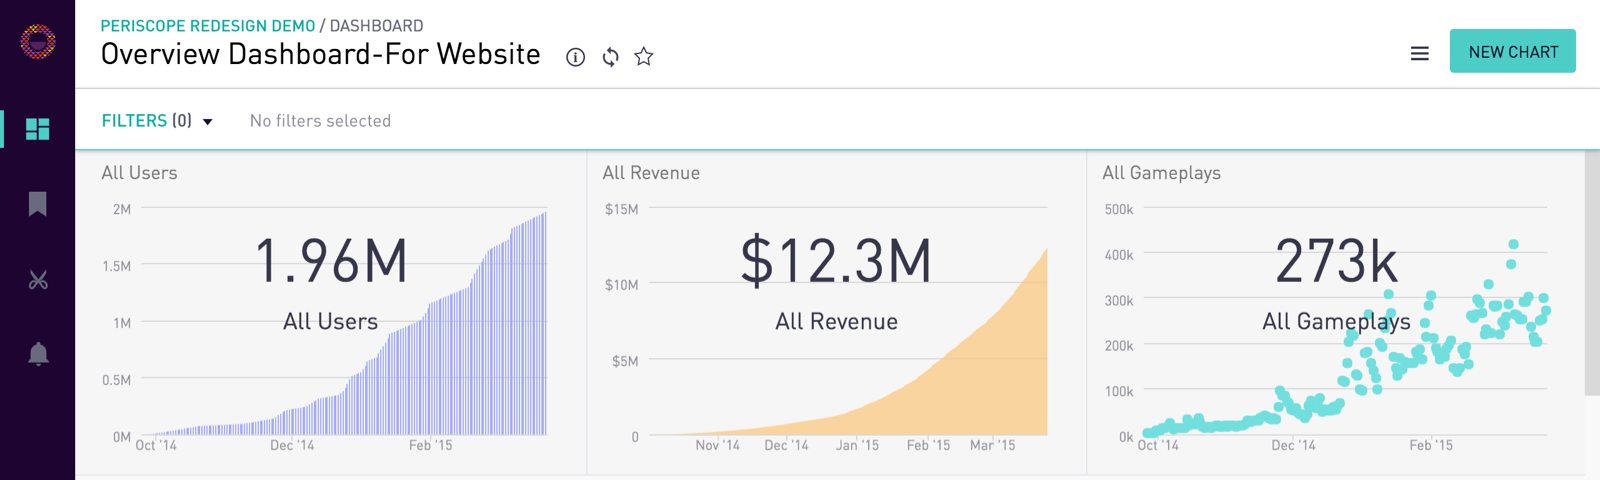 PERISCOPE REDESIGN DEMO / DASHBOARD
Overview Dashboard-For Website
NEW CHART
FILTERS (0)
No filters selected
All Users
2M
1.5M
1M
0.5M
0M
Oct '14
Dec '14
Feb '15
1.96M
All Users
All Revenue
$15M
$10M
$5M
0
Nov '14
Dec '14
Jan '15
Feb '15
Mar '15
$12.3M
All Revenue
All Gameplays
500k
400k
300k
200k
100k
0k
Oct '14
Dec '14
Feb '15
273k
All Gameplays